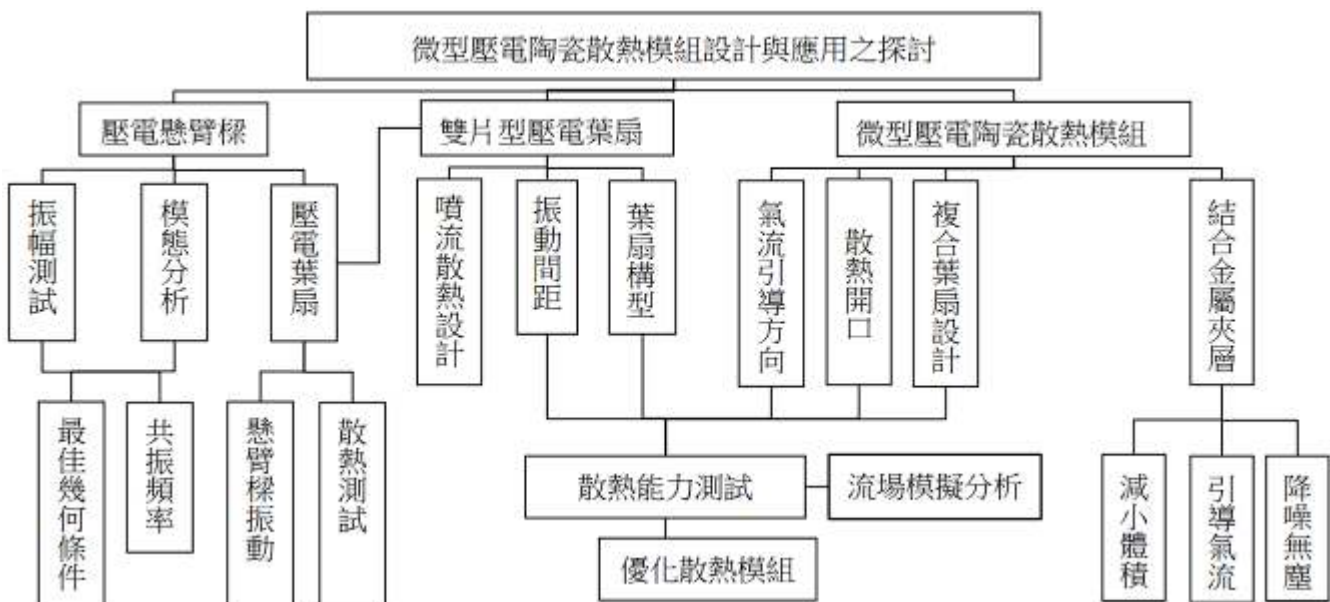 微型壓電陶瓷散熱模組設計與應用之探討
壓電懸臂樑
雙片型壓電葉扇
微型壓電陶瓷散熱模組
振幅測試
模態分析
壓電葉扇
噴流散熱設計
振動間距
葉扇構型
氣流引導方向
散熱開口
複合葉扇設計
結合金屬夾層
最佳幾何條件
共振頻率
懸臂樑振動
散熱測試
散熱能力測試
流場模擬分析
優化散熱模組
減小體積
引導氣流
降噪無塵